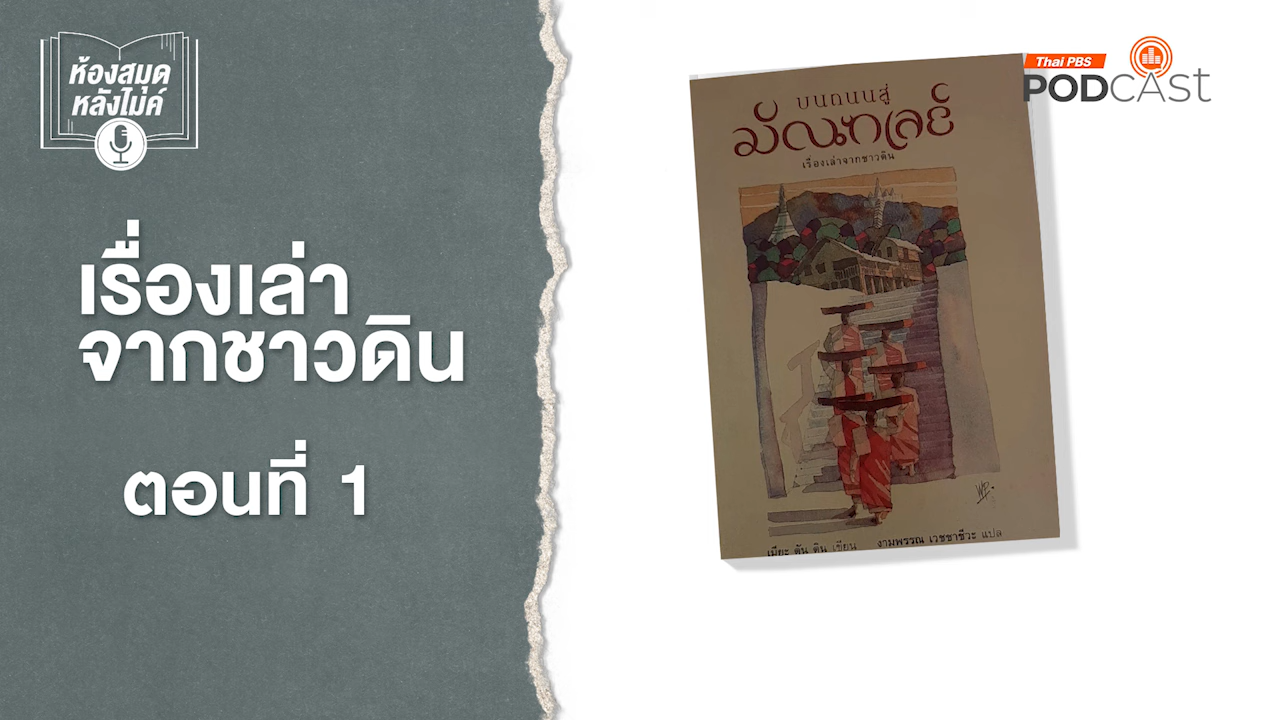 ห้องสมุด
หลังไมค์
เรื่องเล่า
จากชาวดิน
ตอนที่ 1
Thai PBS
PODCAST
บนถนนสู่
มัณฑเลย์
เรื่องเล่าจากชาวดิน
WP.
เมียะ ตัน ติน เขียน งามพรรณ เวชชาชีวะ แปล